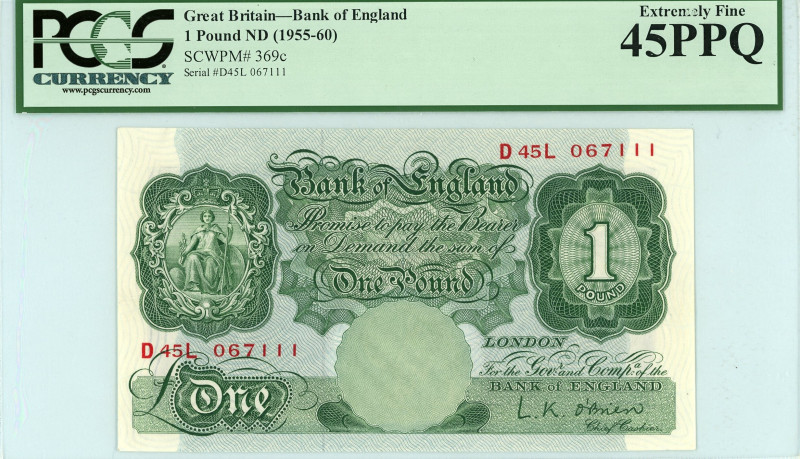 PCGS
CURRENCY
www.pcgscurrency.com
Great Britain—Bank of England
1 Pound ND (1955-60)
SCWPM# 369c
Serial #D45L 067111
Extremely Fine
45PPQ
D 45L 067111
Bank of England
Promise to pay the Bearer
on Demand the sum of
One Pound
1
POUND
D 45L 067111
LONDON
For the Govr. and Compa. of the
BANK of ENGLAND
£ One
L. K. O'Brien
Chief Cashier.